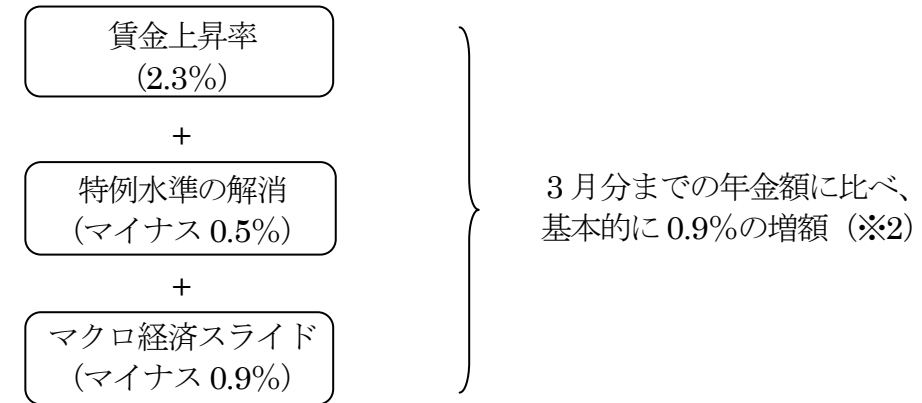 賃金上昇率
(2.3%)
+
特例水準の解消
(マイナス 0.5%)
+
マクロ経済スライド
(マイナス 0.9%)
3 月分までの年金額に比べ、
基本的に 0.9%の増額（※2）